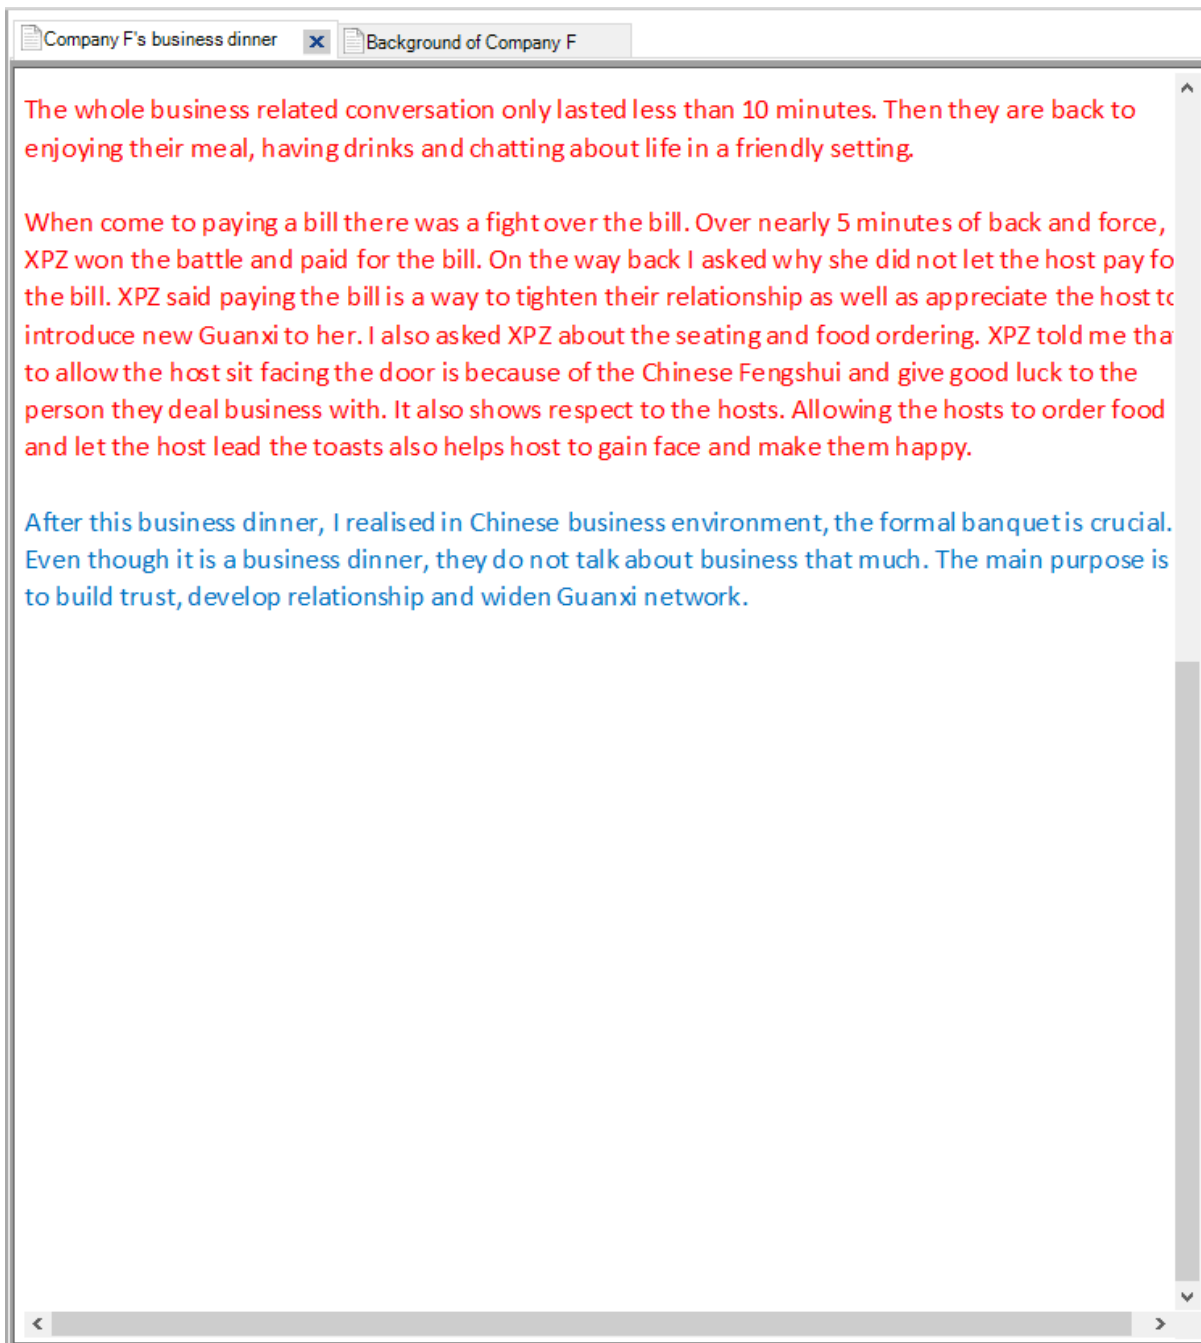 Company F's business dinner
Background of Company F
The whole business related conversation only lasted less than 10 minutes. Then they are back to
enjoying their meal, having drinks and chatting about life in a friendly setting.
When come to paying a bill there was a fight over the bill. Over nearly 5 minutes of back and force,
XPZ won the battle and paid for the bill. On the way back I asked why she did not let the host pay fo
the bill. XPZ said paying the bill is a way to tighten their relationship as well as appreciate the host to
introduce new Guanxi to her. I also asked XPZ about the seating and food ordering. XPZ told me tha
to allow the host sit facing the door is because of the Chinese Fengshui and give good luck to the
person they deal business with. It also shows respect to the hosts. Allowing the hosts to order food
and let the host lead the toasts also helps host to gain face and make them happy.
After this business dinner, I realised in Chinese business environment, the formal banquet is crucial.
Even though it is a business dinner, they do not talk about business that much. The main purpose is
to build trust, develop relationship and widen Guanxi network.